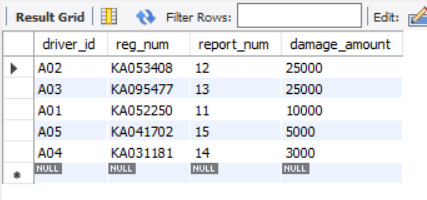 Result Grid Filter Rows: Edit:
driver_id reg_num report_num damage_amount
A02 KA053408 12 25000
A03 KA095477 13 25000
A01 KA052250 11 10000
A05 KA041702 15 5000
A04 KA031181 14 3000
NULL NULL NULL NULL